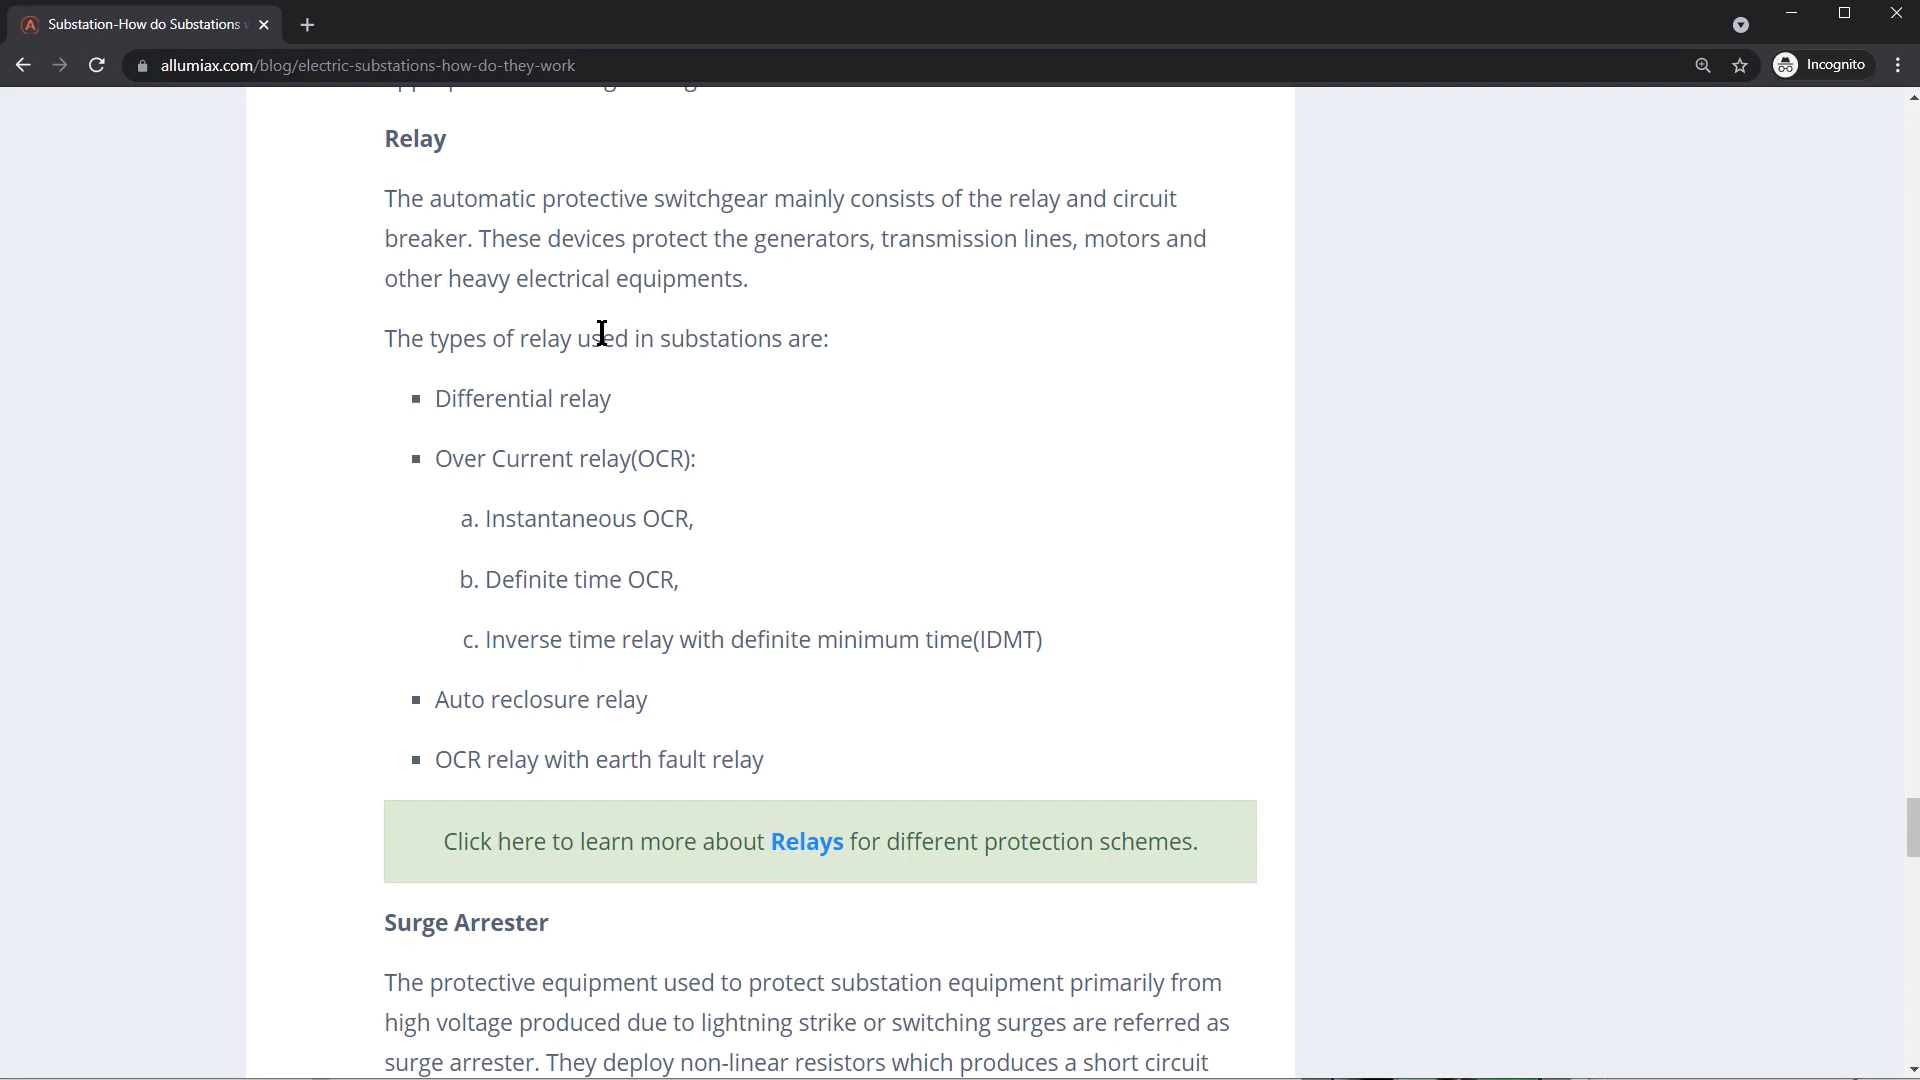 Substation-How do Substations
allumiax.com/blog/electric-substations-how-do-they-work
Incognito
Relay
The automatic protective switchgear mainly consists of the relay and circuit
breaker. These devices protect the generators, transmission lines, motors and
other heavy electrical equipments.
The types of relay used in substations are:
▪ Differential relay
▪ Over Current relay(OCR):
a. Instantaneous OCR,
b. Definite time OCR,
c. Inverse time relay with definite minimum time(IDMT)
▪ Auto reclosure relay
▪ OCR relay with earth fault relay
Click here to learn more about Relays for different protection schemes.
Surge Arrester
The protective equipment used to protect substation equipment primarily from
high voltage produced due to lightning strike or switching surges are referred as
surge arrester. They deploy non-linear resistors which produces a short circuit